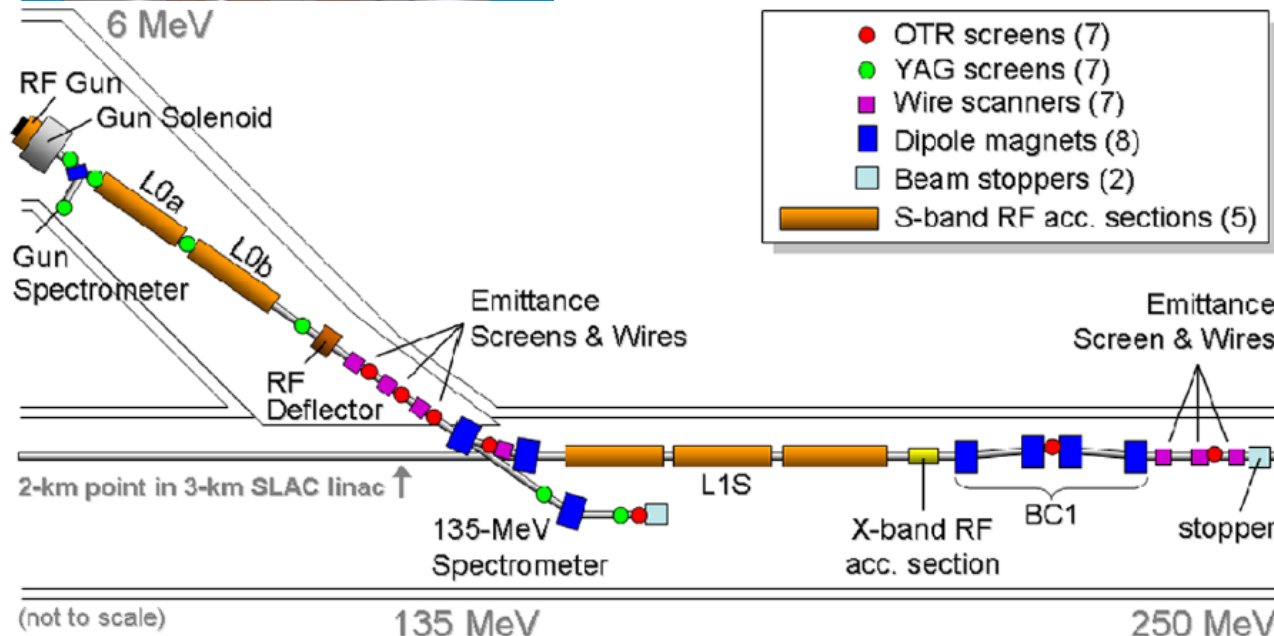 6 MeV
RF Gun
Gun Solenoid
L0a
L0b
Gun
Spectrometer
RF
Deflector
Emittance
Screens & Wires
OTR screens (7)
YAG screens (7)
Wire scanners (7)
Dipole magnets (8)
Beam stoppers (2)
S-band RF acc. sections (5)
Emittance
Screen & Wires
2-km point in 3-km SLAC linac ↑
L1S
135-MeV
Spectrometer
X-band RF
acc. section
BC1
stopper
(not to scale)
135 MeV
250 MeV